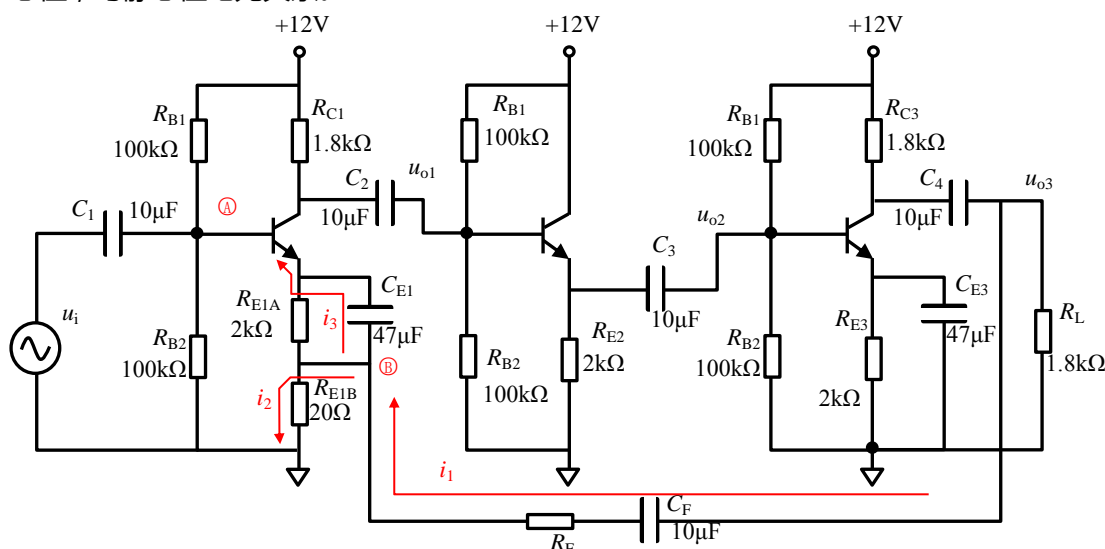 +12V
+12V
+12V
RB1
100kΩ
RC1
1.8kΩ
RB1
100kΩ
RB1
100kΩ
RC3
1.8kΩ
C1
10μF
Ⓐ
C2
10μF
uo1
uo2
C4
10μF
uo3
C3
10μF
ui
RB2
100kΩ
RE1A
2kΩ
i3
CE1
47μF
Ⓑ
i2
RE1B
20Ω
i1
RB2
100kΩ
RE2
2kΩ
RB2
100kΩ
RE3
2kΩ
CE3
47μF
RL
1.8kΩ
CF
10μF